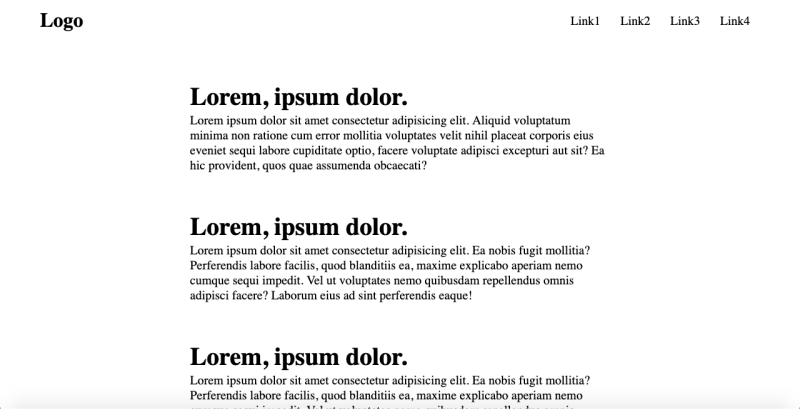 Logo
Link1 Link2 Link3 Link4
Lorem, ipsum dolor.
Lorem ipsum dolor sit amet consectetur adipisicing elit. Aliquid voluptatum
minima non ratione cum error mollitia voluptates velit nihil placeat corporis eius
eveniet sequi labore cupiditate optio, facere voluptate adipisci excepturi aut sit? Ea
hic provident, quos quae assumenda obcaecati?
Lorem, ipsum dolor.
Lorem ipsum dolor sit amet consectetur adipisicing elit. Ea nobis fugit mollitia?
Perferendis labore facilis, quod blanditiis ea, maxime explicabo aperiam nemo
cumque sequi impedit. Vel ut voluptates nemo quibusdam repellendus omnis
adipisci facere? Laborum eius ad sint perferendis eaque!
Lorem, ipsum dolor.
Lorem ipsum dolor sit amet consectetur adipisicing elit. Ea nobis fugit mollitia?
Perferendis labore facilis, quod blanditiis ea, maxime explicabo aperiam nemo